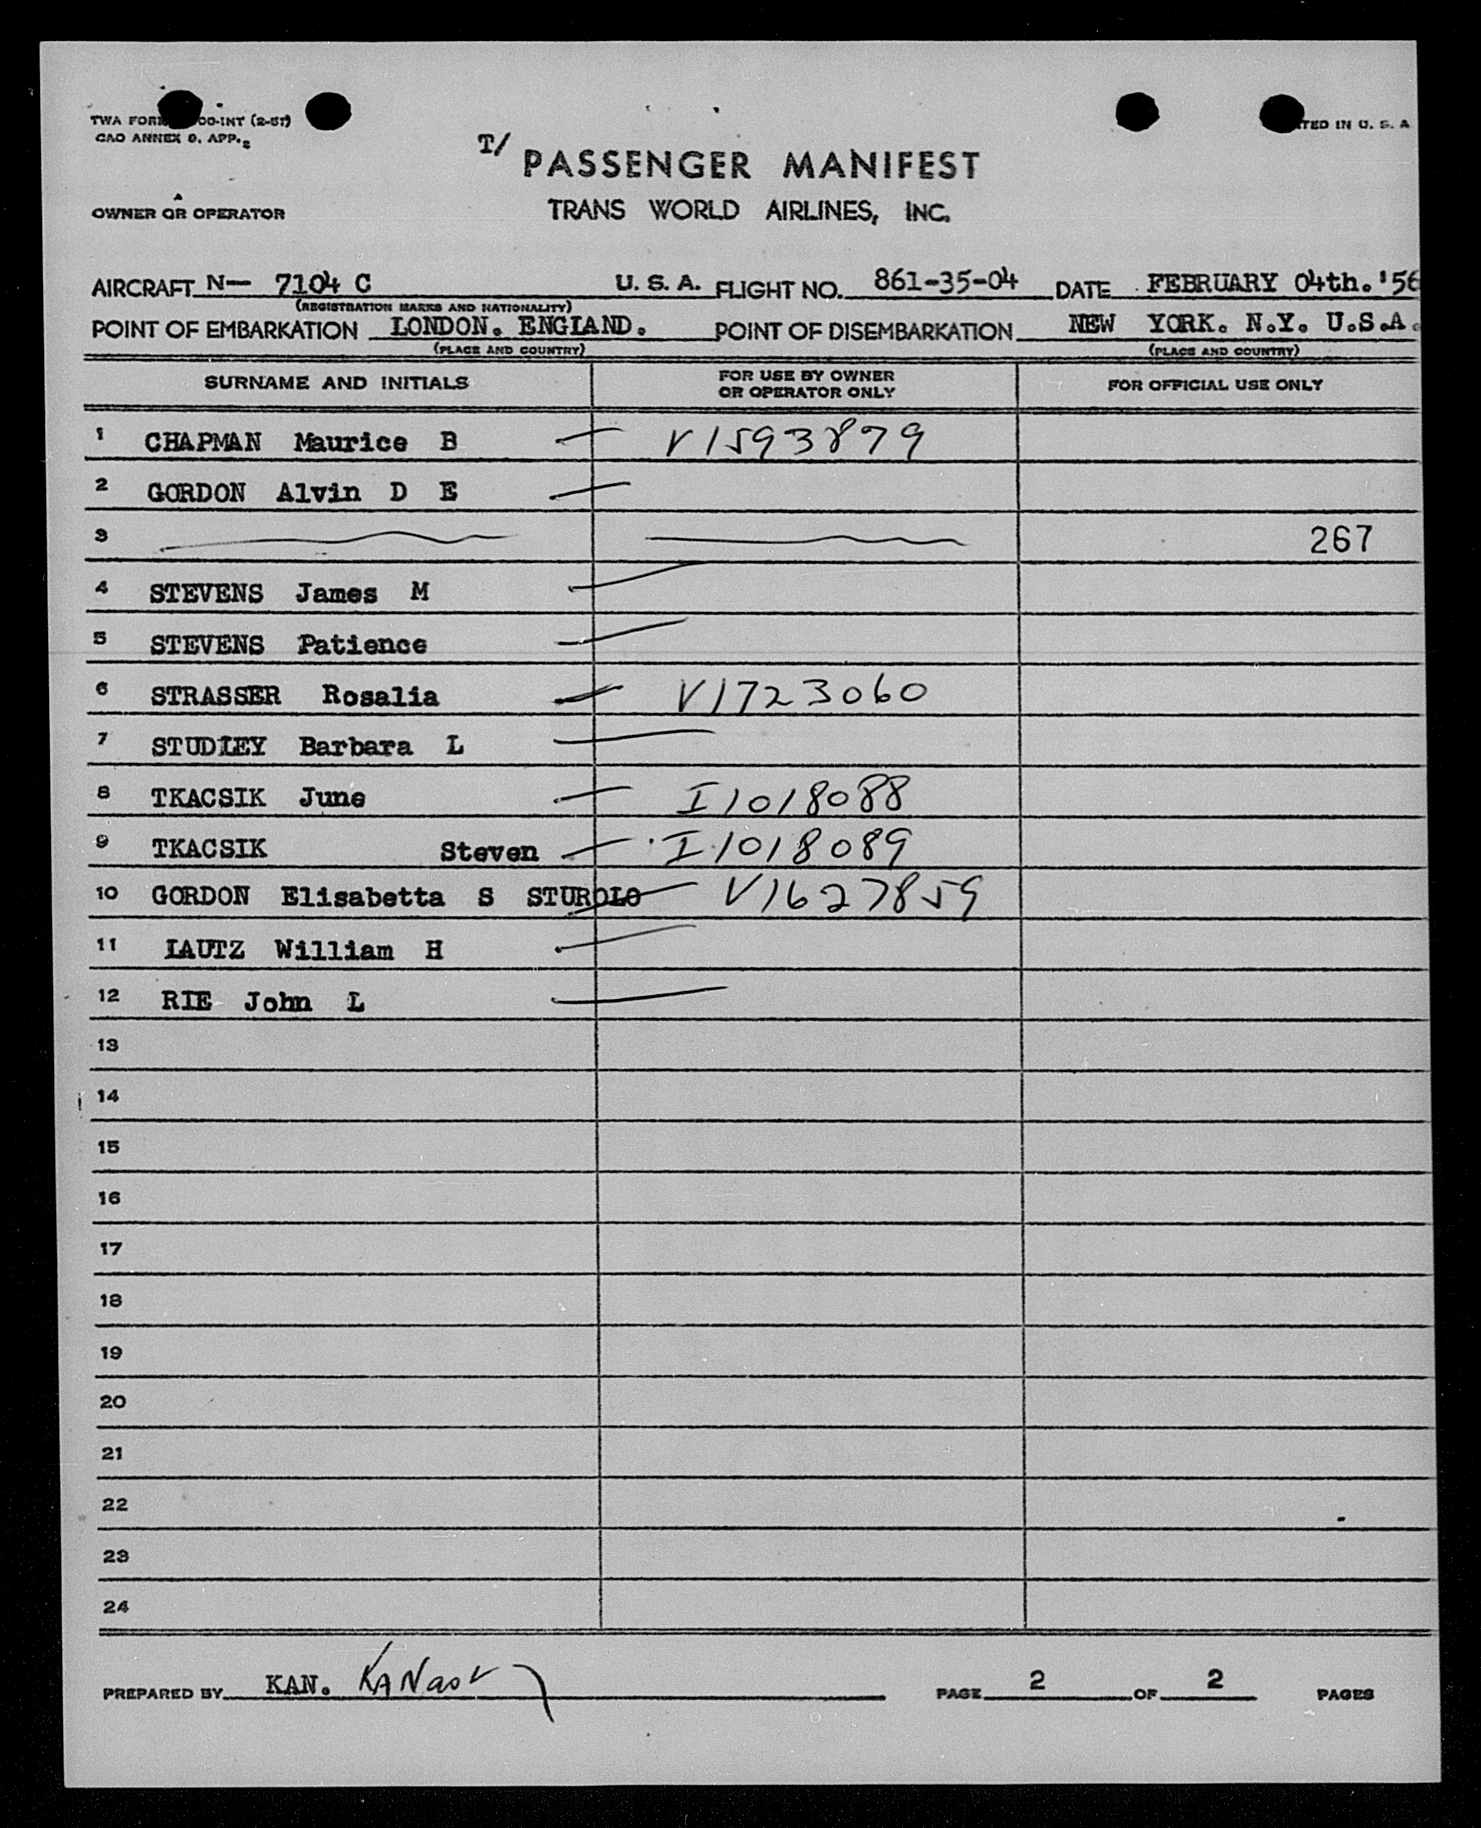 TWA FORM 00-INT (2-51)
CAO ANNEX 9. APP. 2
TED IN U. S. A
T/ PASSENGER MANIFEST
OWNER OR OPERATOR TRANS WORLD AIRLINES, INC.
AIRCRAFT N— 7104 C U. S. A. FLIGHT NO. 861-35-04 DATE FEBRUARY 04th. '56
(REGISTRATION MARKS AND NATIONALITY)
POINT OF EMBARKATION LONDON. ENGLAND. POINT OF DISEMBARKATION NEW YORK. N.Y. U.S.A.
(PLACE AND COUNTRY) (PLACE AND COUNTRY)
SURNAME AND INITIALS FOR USE BY OWNER OR OPERATOR ONLY FOR OFFICIAL USE ONLY
1 CHAPMAN Maurice B V1593879
2 GORDON Alvin D E
3 267
4 STEVENS James M
5 STEVENS Patience
6 STRASSER Rosalia V1723060
7 STUDLEY Barbara L
8 TKACSIK June I1018088
9 TKACSIK Steven I1018089
10 GORDON Elisabetta S STUROLO V1627859
11 LAUTZ William H
12 RIE John L
13
14
15
16
17
18
19
20
21
22
23
24
PREPARED BY KAN. PAGE 2 OF 2 PAGES